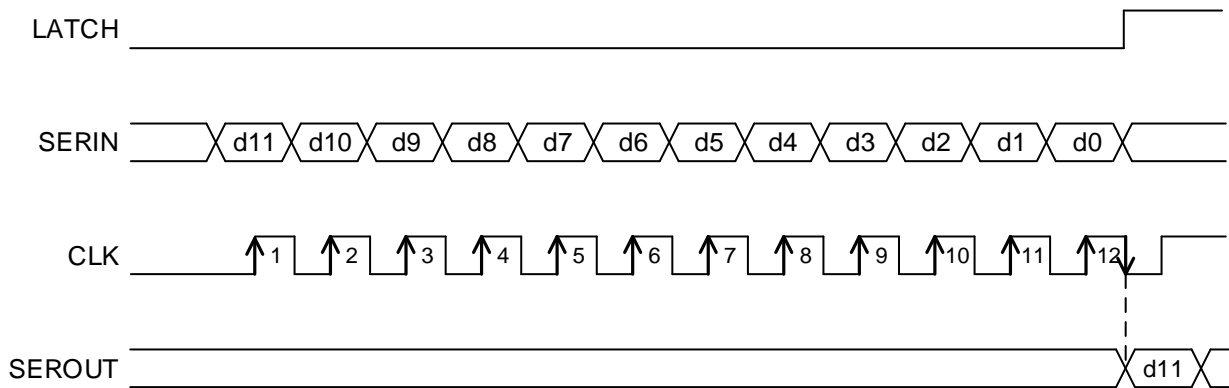 LATCH
SERIN d11 d10 d9 d8 d7 d6 d5 d4 d3 d2 d1 d0
CLK 1 2 3 4 5 6 7 8 9 10 11 12
SEROUT d11